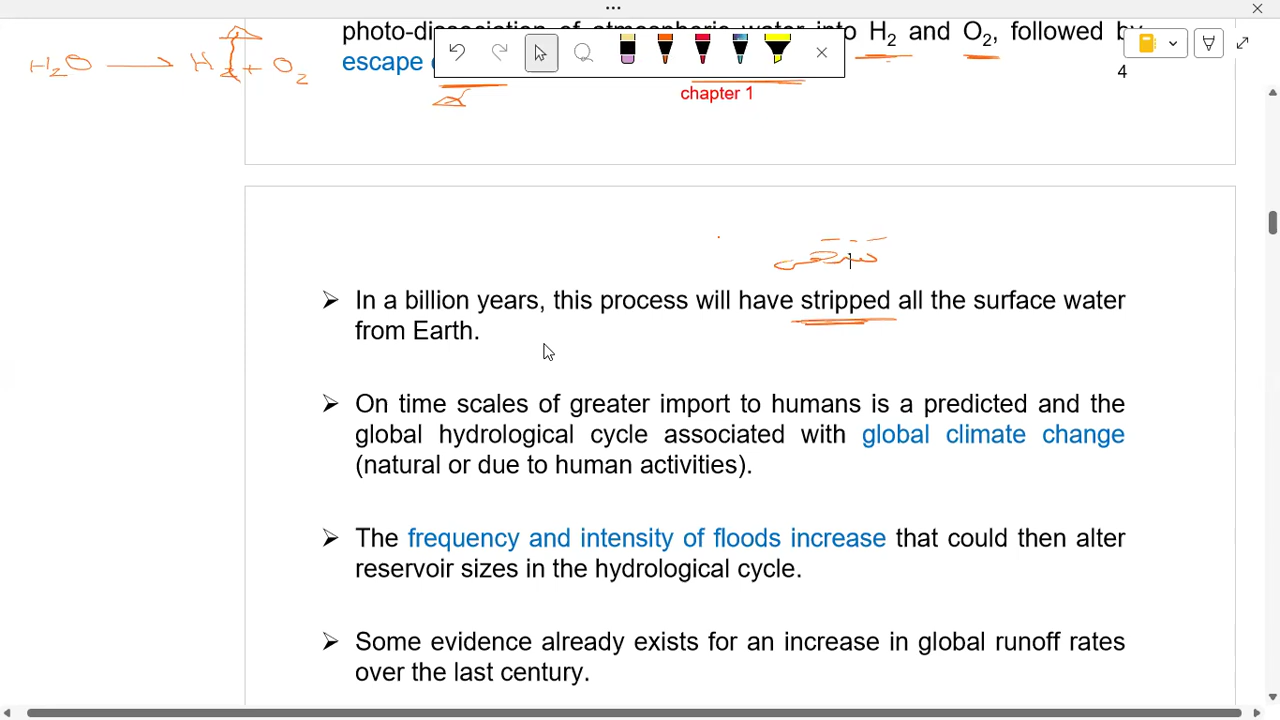 photo-dissociation of atmospheric water into H₂ and O₂, followed by
escape
H₂O → H₂ + O₂
4
chapter 1
➢ In a billion years, this process will have stripped all the surface water
from Earth.
➢ On time scales of greater import to humans is a predicted and the
global hydrological cycle associated with global climate change
(natural or due to human activities).
➢ The frequency and intensity of floods increase that could then alter
reservoir sizes in the hydrological cycle.
➢ Some evidence already exists for an increase in global runoff rates
over the last century.